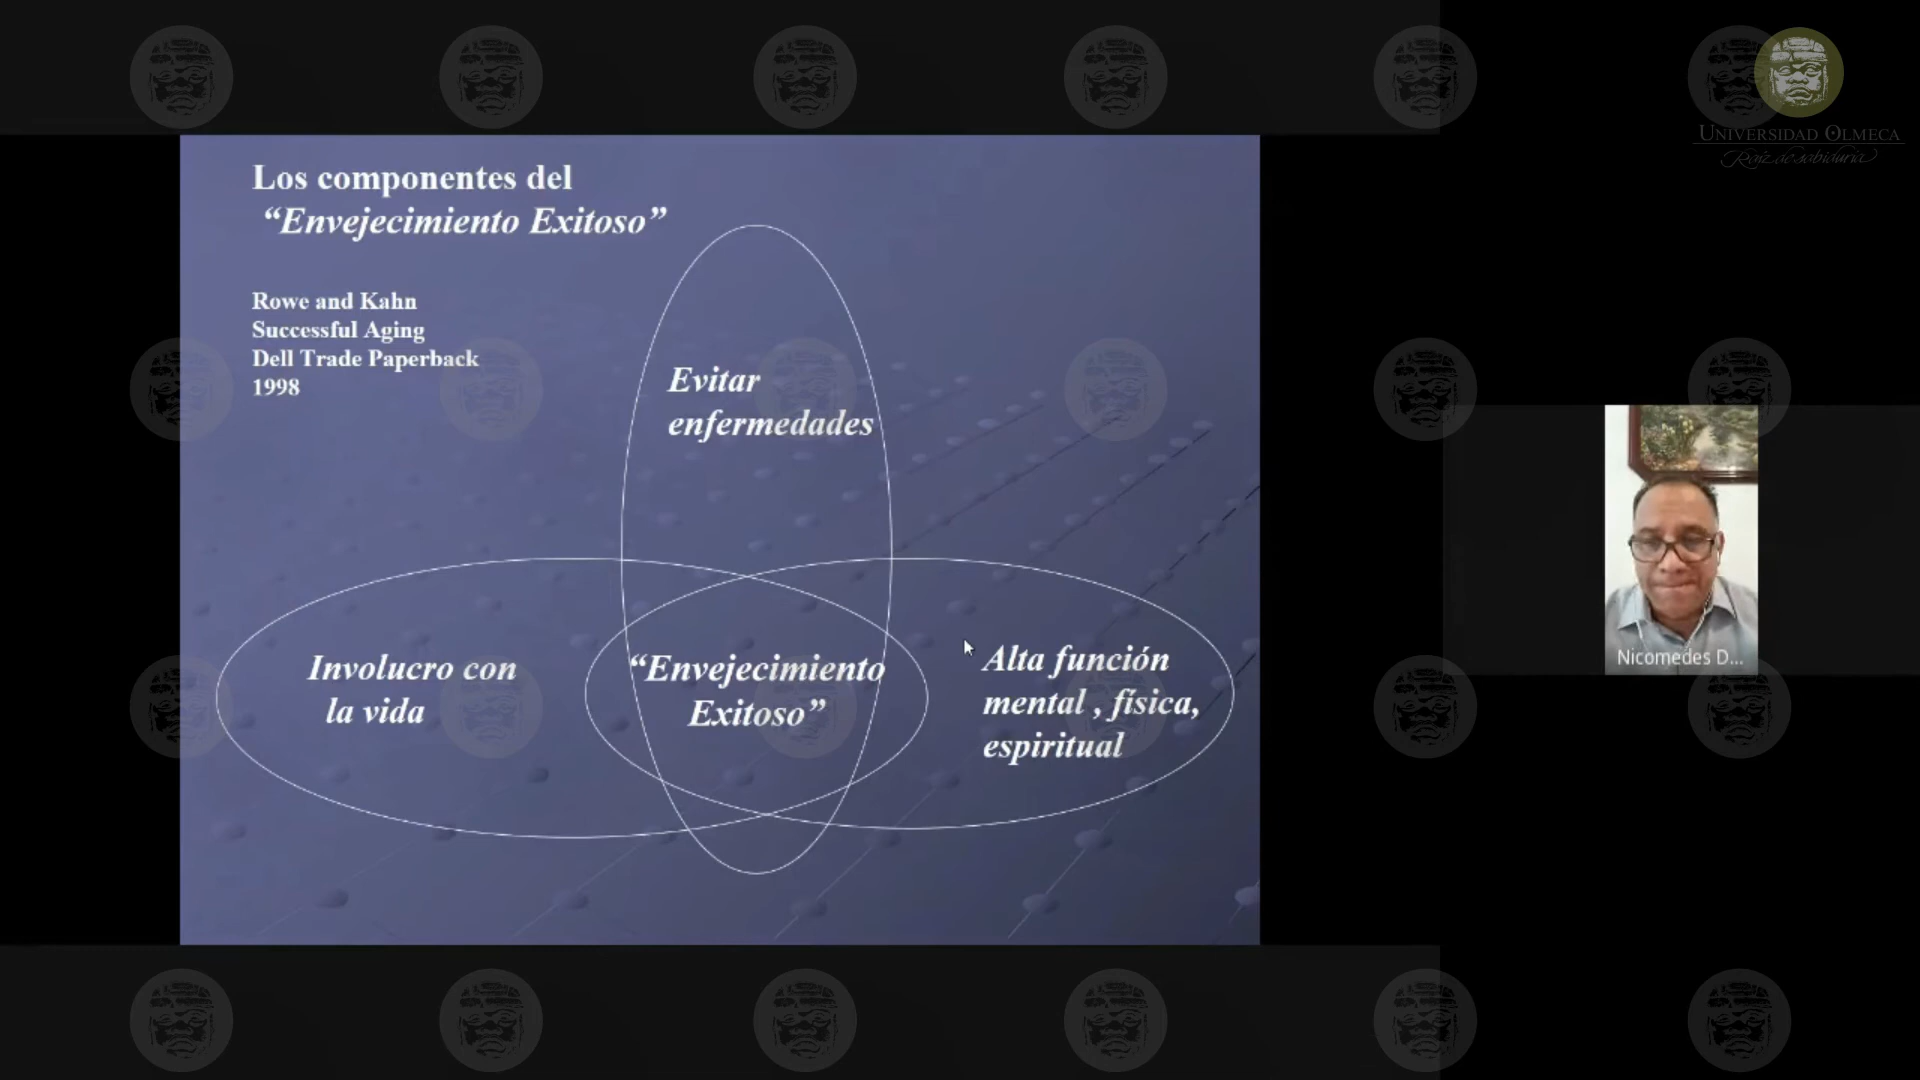 UNIVERSIDAD OLMECA
Raíz de sabiduría
Los componentes del
“Envejecimiento Exitoso”
Rowe and Kahn
Successful Aging
Dell Trade Paperback
1998
Evitar
enfermedades
Involucro con
la vida
“Envejecimiento
Exitoso”
Alta función
mental , física,
espiritual
Nicomedes D...